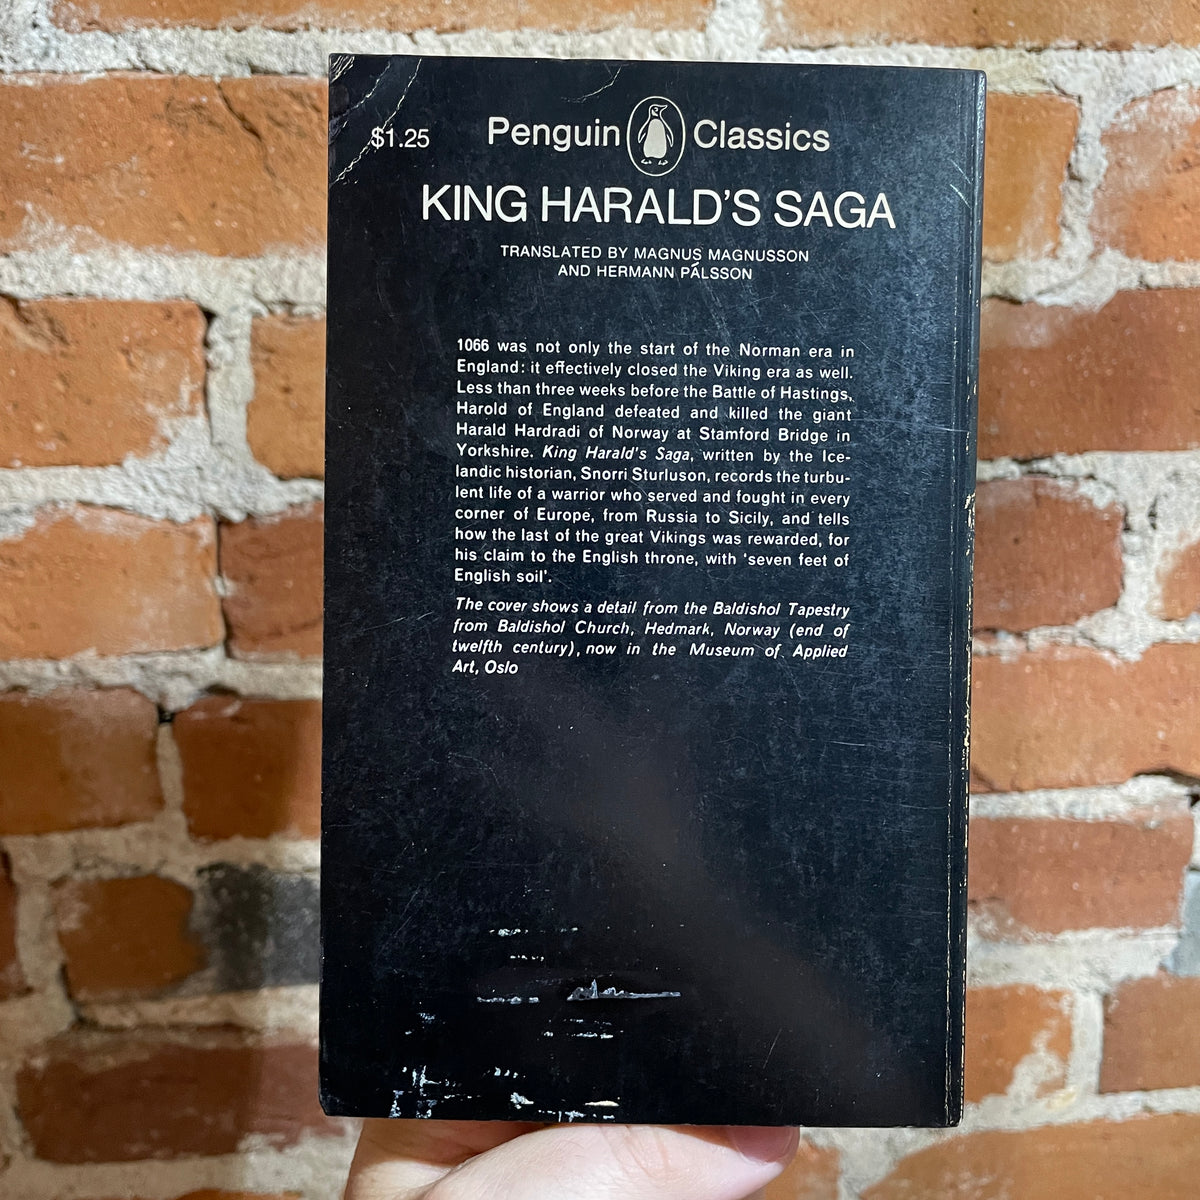 $1.25
Penguin Classics
KING HARALD'S SAGA
TRANSLATED BY MAGNUS MAGNUSSON
AND HERMANN PÁLSSON
1066 was not only the start of the Norman era in
England: it effectively closed the Viking era as well.
Less than three weeks before the Battle of Hastings,
Harold of England defeated and killed the giant
Harald Hardradi of Norway at Stamford Bridge in
Yorkshire. King Harald's Saga, written by the Ice-
landic historian, Snorri Sturluson, records the turbu-
lent life of a warrior who served and fought in every
corner of Europe, from Russia to Sicily, and tells
how the last of the great Vikings was rewarded, for
his claim to the English throne, with 'seven feet of
English soil'.
The cover shows a detail from the Baldishol Tapestry
from Baldishol Church, Hedmark, Norway (end of
twelfth century), now in the Museum of Applied
Art, Oslo